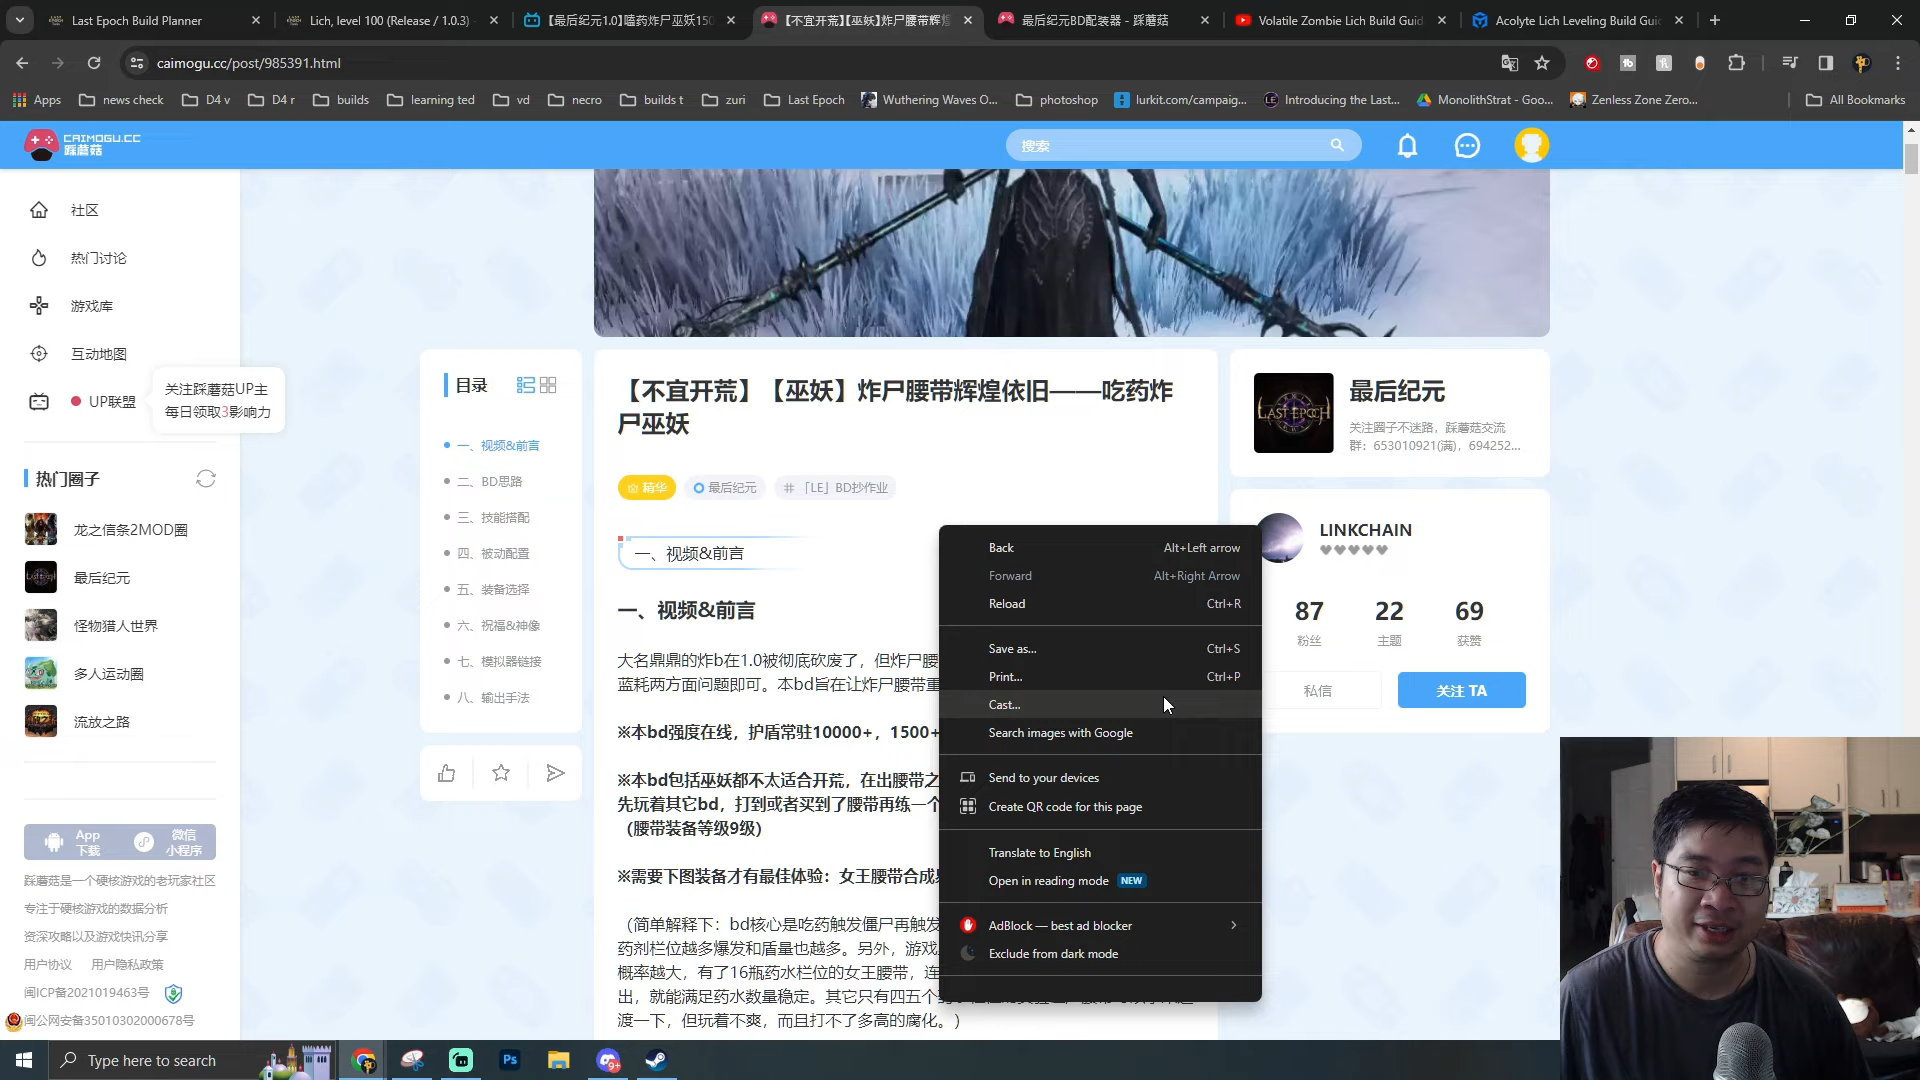 Last Epoch Build Planner
Lich, level 100 (Release / 1.0.3)
【最后纪元1.0】嗑药炸尸巫妖150
【不宜开荒】【巫妖】炸尸腰带辉煌
最后纪元BD配装器 - 踩蘑菇
Volatile Zombie Lich Build Guid
Acolyte Lich Leveling Build Guid
caimogu.cc/post/985391.html
Apps
news check
D4 v
D4 r
builds
learning ted
vd
necro
builds t
zuri
Last Epoch
Wuthering Waves O...
photoshop
lurkit.com/campaig...
Introducing the Last...
MonolithStrat - Goo...
Zenless Zone Zero...
All Bookmarks
CAIMOGU.CC
踩蘑菇
搜索
社区
热门讨论
游戏库
互动地图
UP联盟
关注踩蘑菇UP主
每日领取3影响力
热门圈子
龙之信条2MOD圈
最后纪元
怪物猎人世界
多人运动圈
流放之路
App
下载
微信
小程序
踩蘑菇是一个硬核游戏的老玩家社区
专注于硬核游戏的数据分析
资深攻略以及游戏快讯分享
用户协议 用户隐私政策
闽ICP备2021019463号
闽公网安备35010302000678号
目录
一、视频&前言
二、BD思路
三、技能搭配
四、被动配置
五、装备选择
六、祝福&神像
七、模拟器链接
八、输出手法
【不宜开荒】【巫妖】炸尸腰带辉煌依旧——吃药炸
尸巫妖
精华
最后纪元
# 「LE」BD抄作业
一、视频&前言
一、视频&前言
大名鼎鼎的炸b在1.0被彻底砍废了，但炸尸腰
蓝耗两方面问题即可。本bd旨在让炸尸腰带重
※本bd强度在线，护盾常驻10000+，1500+
※本bd包括巫妖都不太适合开荒，在出腰带之
先玩着其它bd，打到或者买到了腰带再练一个
（腰带装备等级9级）
※需要下图装备才有最佳体验：女王腰带合成
（简单解释下：bd核心是吃药触发僵尸再触发
药剂栏位越多爆发和盾量也越多。另外，游戏
概率越大，有了16瓶药水栏位的女王腰带，连
出，就能满足药水数量稳定。其它只有四五个
渡一下，但玩着不爽，而且打不了多高的腐化。）
Back Alt+Left arrow
Forward Alt+Right Arrow
Reload Ctrl+R
Save as... Ctrl+S
Print... Ctrl+P
Cast...
Search images with Google
Send to your devices
Create QR code for this page
Translate to English
Open in reading mode NEW
AdBlock — best ad blocker
Exclude from dark mode
LAST EPOCH
最后纪元
关注圈子不迷路，踩蘑菇交流
群：653010921(满)，694252...
LINKCHAIN
87 22 69
粉丝 主题 获赞
私信
关注 TA
Type here to search
Ps